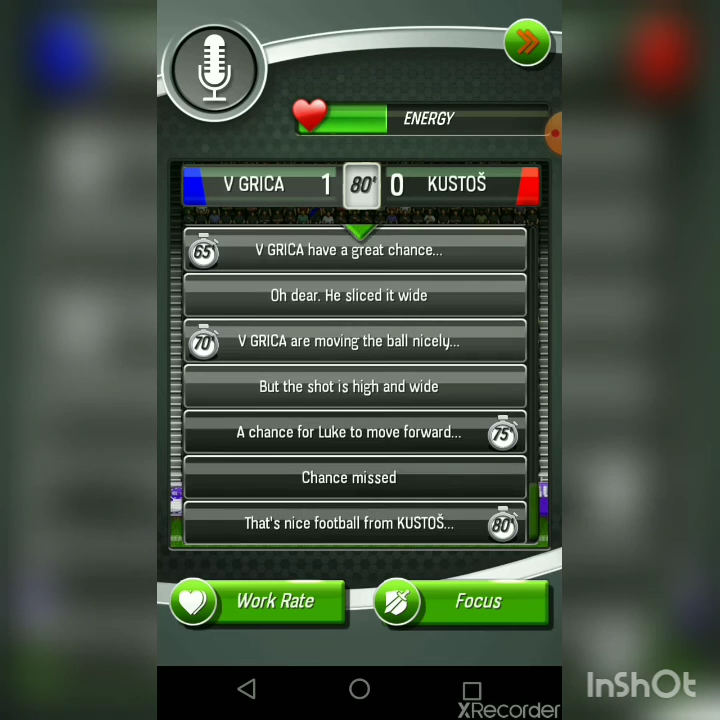 ENERGY
V GRICA 1 80' 0 KUSTOŠ
65' V GRICA have a great chance...
Oh dear. He sliced it wide
70' V GRICA are moving the ball nicely...
But the shot is high and wide
A chance for Luke to move forward... 75'
Chance missed
That's nice football from KUSTOŠ... 80'
Work Rate
Focus
InShOt
XRecorder